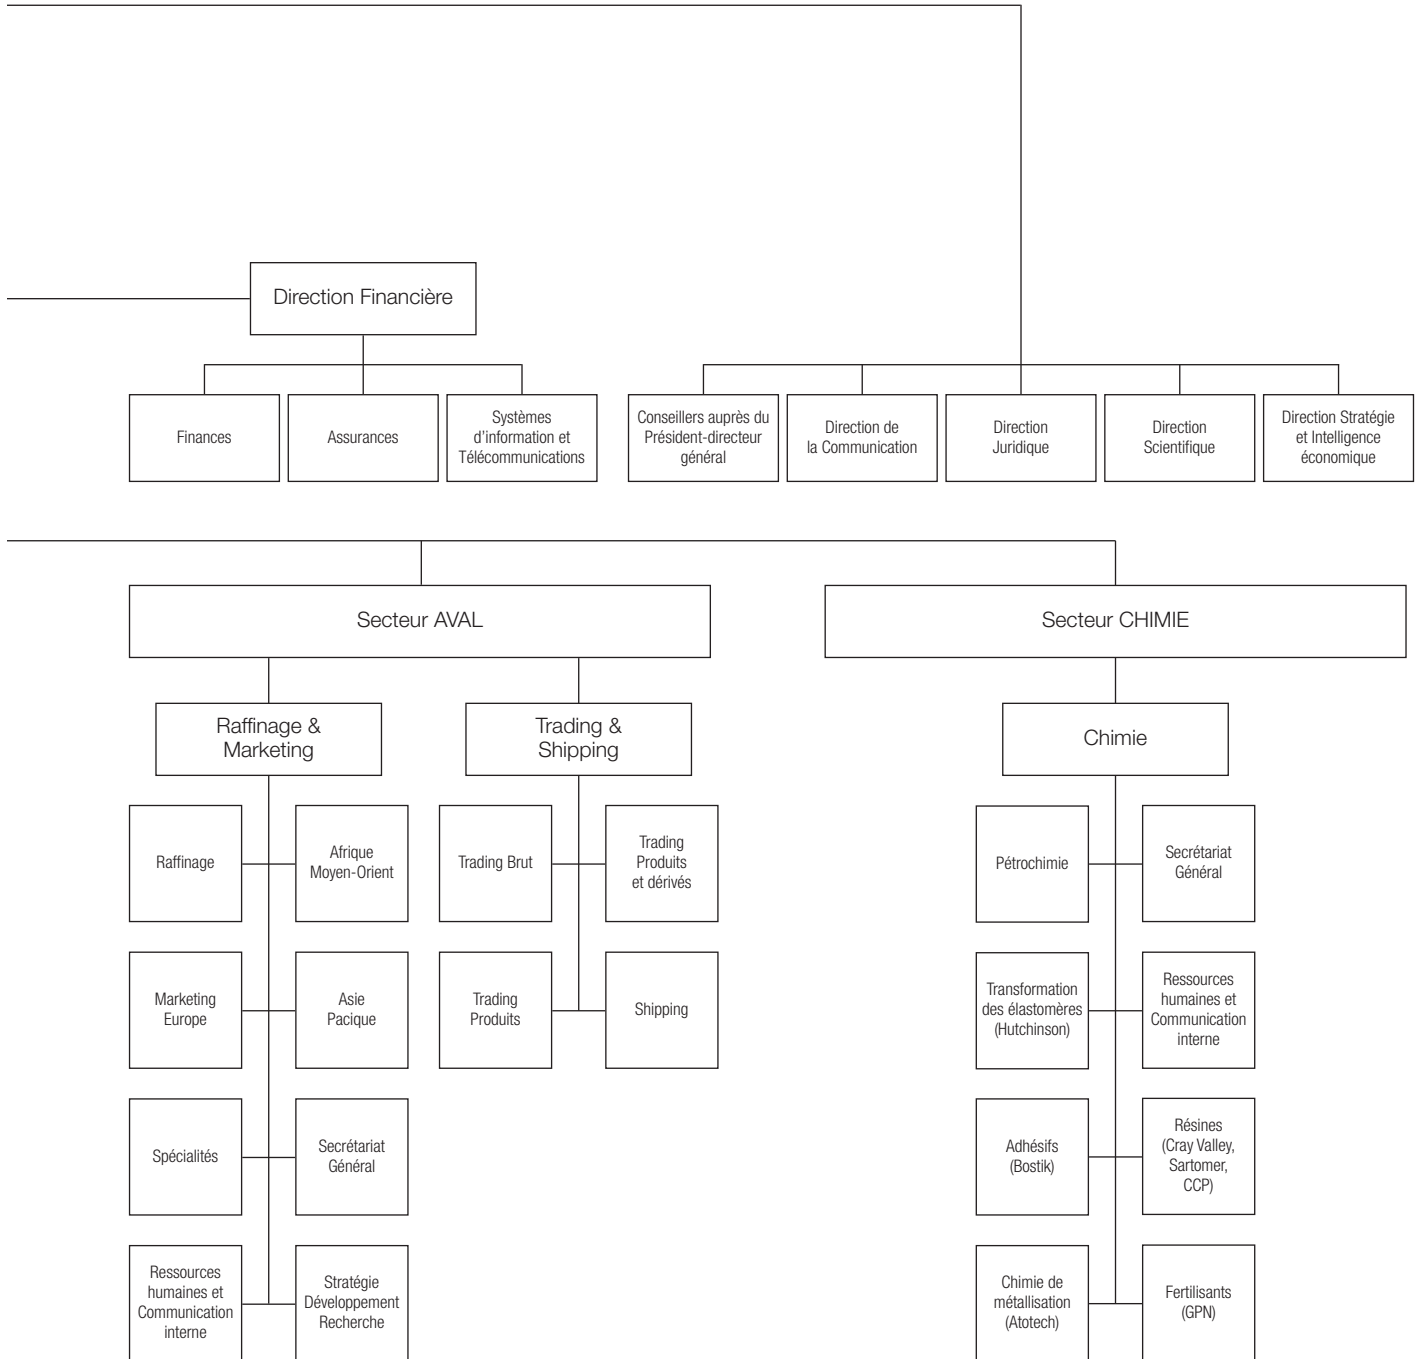 Direction Financière
Finances
Assurances
Systèmes
d'information et
Télécommunications
Conseillers auprès du
Président-directeur
général
Direction de
la Communication
Direction
Juridique
Direction
Scientifique
Direction Stratégie
et Intelligence
économique
Secteur AVAL
Secteur CHIMIE
Raffinage &
Marketing
Trading &
Shipping
Chimie
Raffinage
Afrique
Moyen-Orient
Trading Brut
Trading
Produits
et dérivés
Pétrochimie
Secrétariat
Général
Marketing
Europe
Asie
Pacique
Trading
Produits
Shipping
Transformation
des élastomères
(Hutchinson)
Ressources
humaines et
Communication
interne
Spécialités
Secrétariat
Général
Adhésifs
(Bostik)
Résines
(Cray Valley,
Sartomer,
CCP)
Ressources
humaines et
Communication
interne
Stratégie
Développement
Recherche
Chimie de
métallisation
(Atotech)
Fertilisants
(GPN)